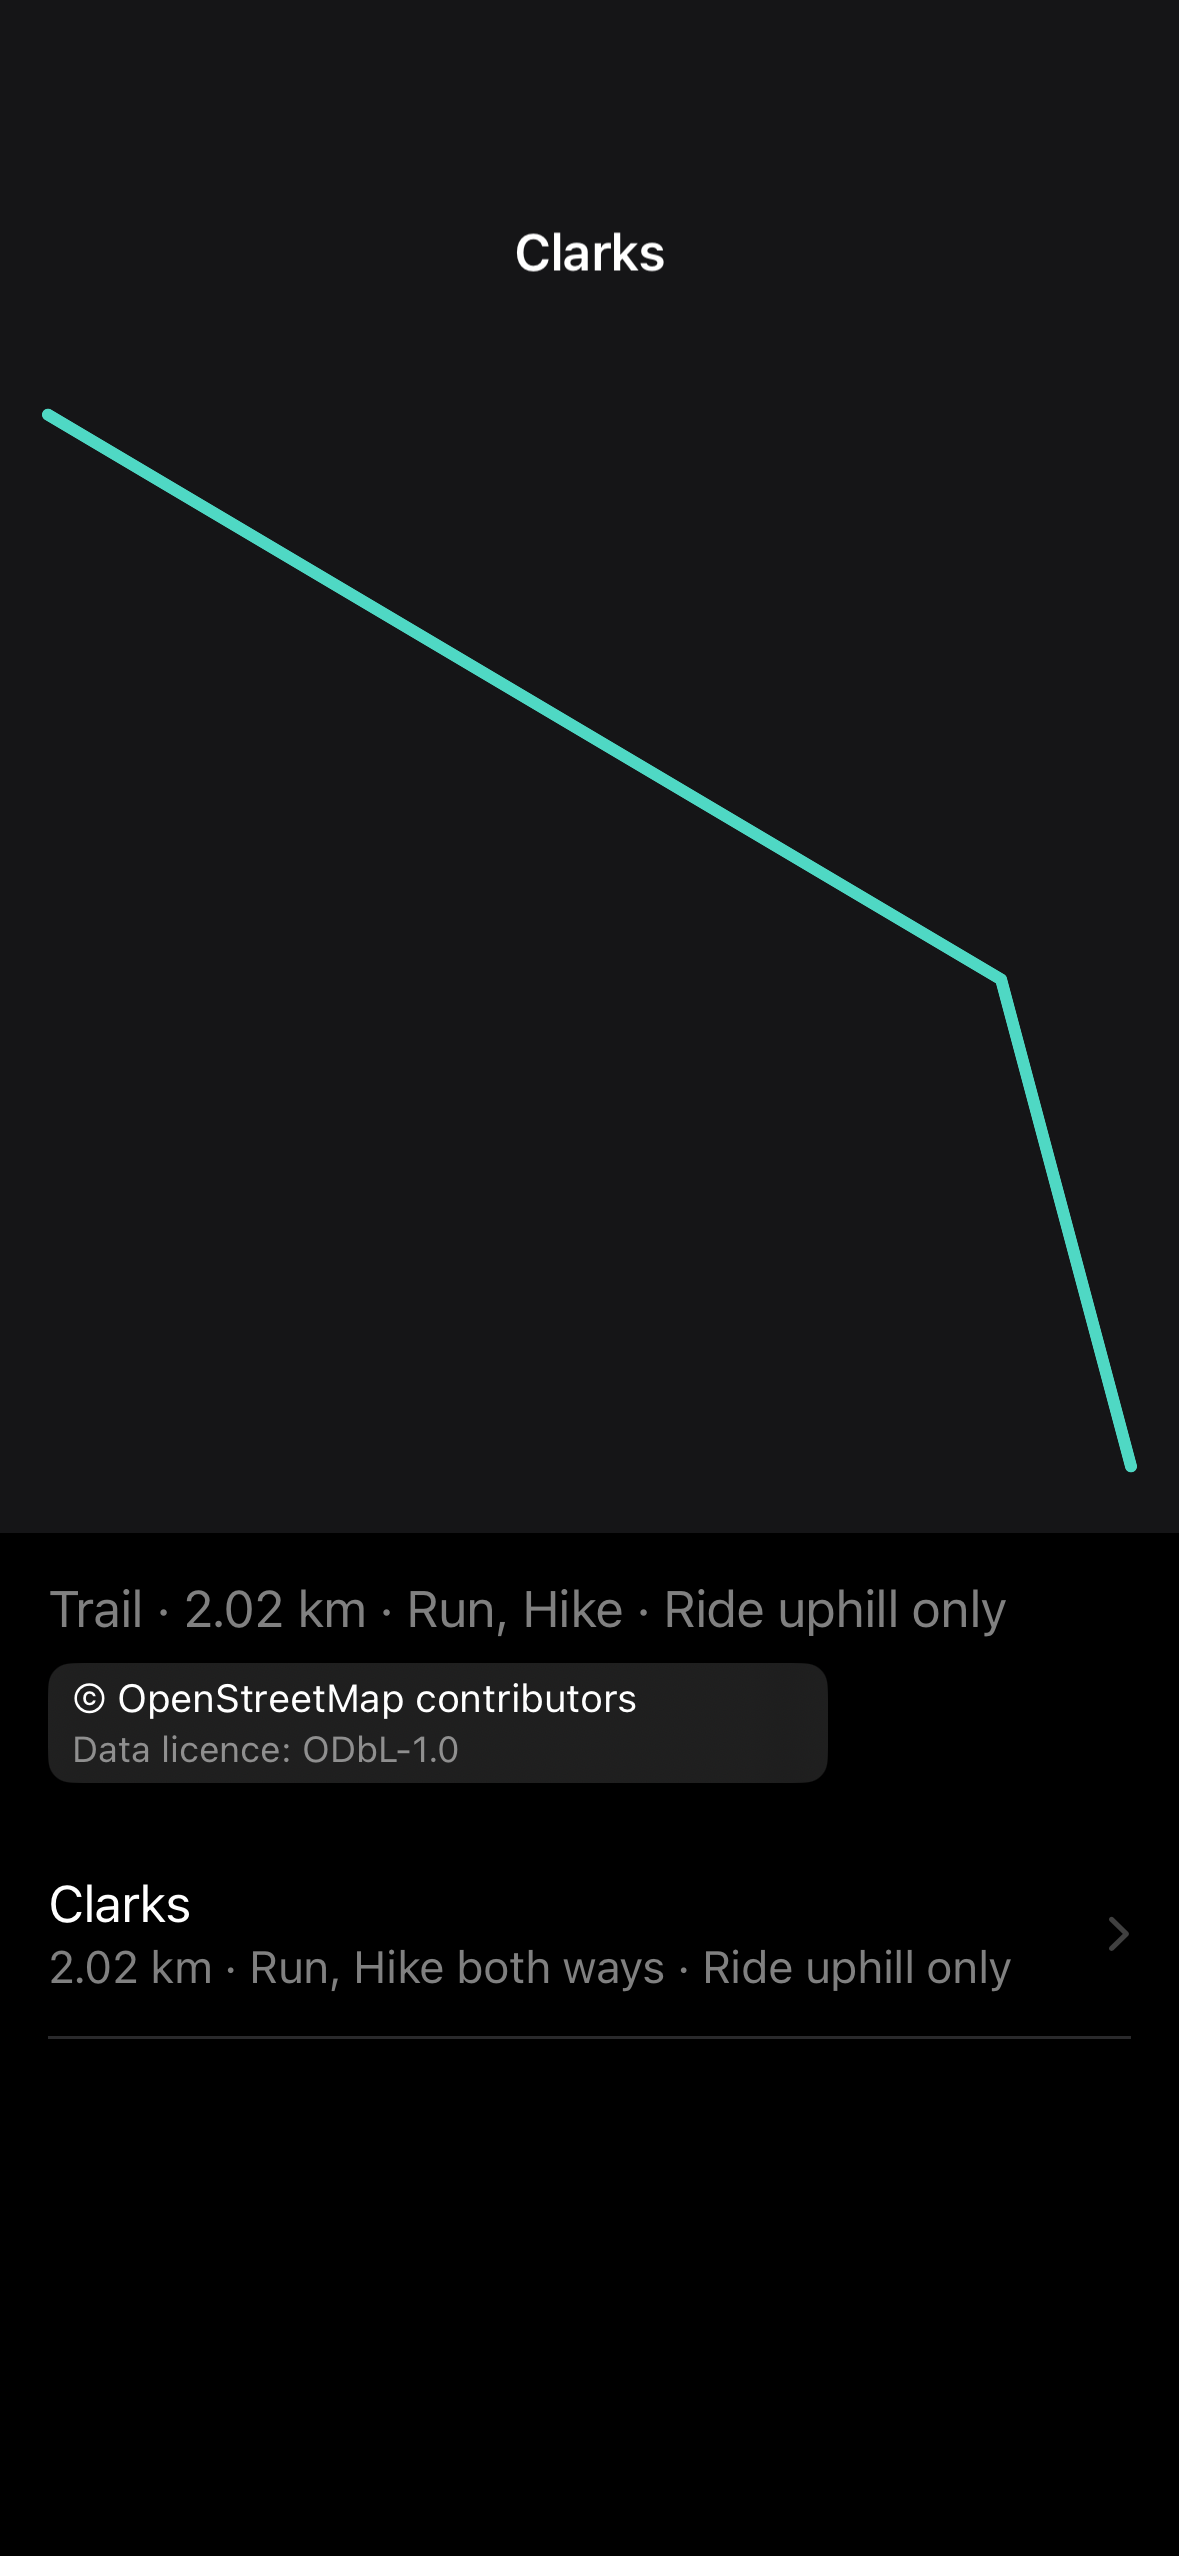 Clarks
Trail · 2.02 km · Run, Hike · Ride uphill only
© OpenStreetMap contributors
Data licence: ODbL-1.0
Clarks
2.02 km · Run, Hike both ways · Ride uphill only